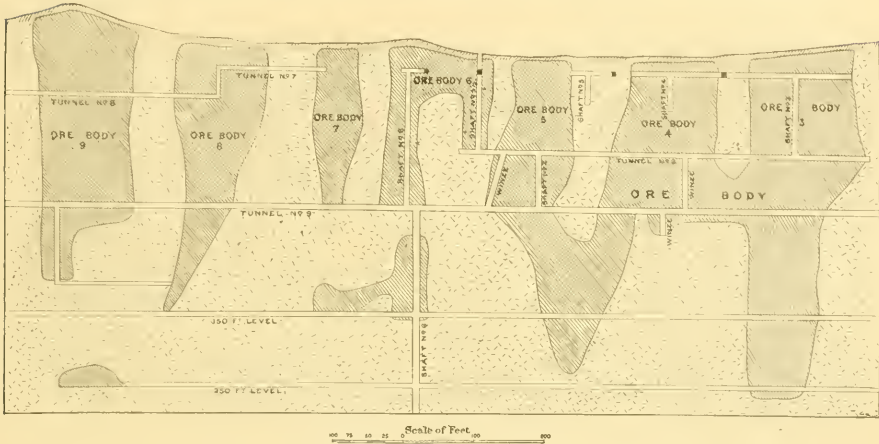 TUNNEL Nº 7
TUNNEL Nº 8
ORE BODY 6
ORE BODY
9
ORE BODY
8
ORE BODY
7
ORE BODY
5
ORE BODY
4
ORE BODY
3
SHAFT Nº 6
SHAFT Nº 5
SHAFT Nº 3
SHAFT Nº 2
TUNNEL Nº 2
WINZE
SHAFT Nº 2
WINZE
ORE BODY
TUNNEL Nº 9
WINZE
350 FT LEVEL
SHAFT Nº 6
350 FT LEVEL
Scale of Feet
100 75 50 25 0 100 200